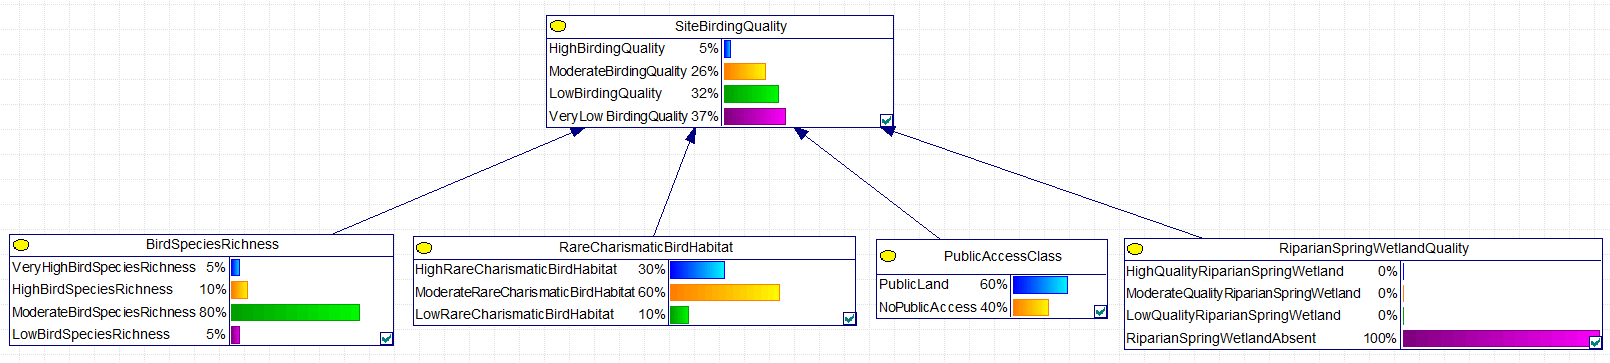 SiteBirdingQuality
HighBirdingQuality 5%
ModerateBirdingQuality 26%
LowBirdingQuality 32%
VeryLow BirdingQuality 37%
BirdSpeciesRichness
VeryHighBirdSpeciesRichness 5%
HighBirdSpeciesRichness 10%
ModerateBirdSpeciesRichness 80%
LowBirdSpeciesRichness 5%
RareCharismaticBirdHabitat
HighRareCharismaticBirdHabitat 30%
ModerateRareCharismaticBirdHabitat 60%
LowRareCharismaticBirdHabitat 10%
PublicAccessClass
PublicLand 60%
NoPublicAccess 40%
RiparianSpringWetlandQuality
HighQualityRiparianSpringWetland 0%
ModerateQualityRiparianSpringWetland 0%
LowQualityRiparianSpringWetland 0%
RiparianSpringWetlandAbsent 100%